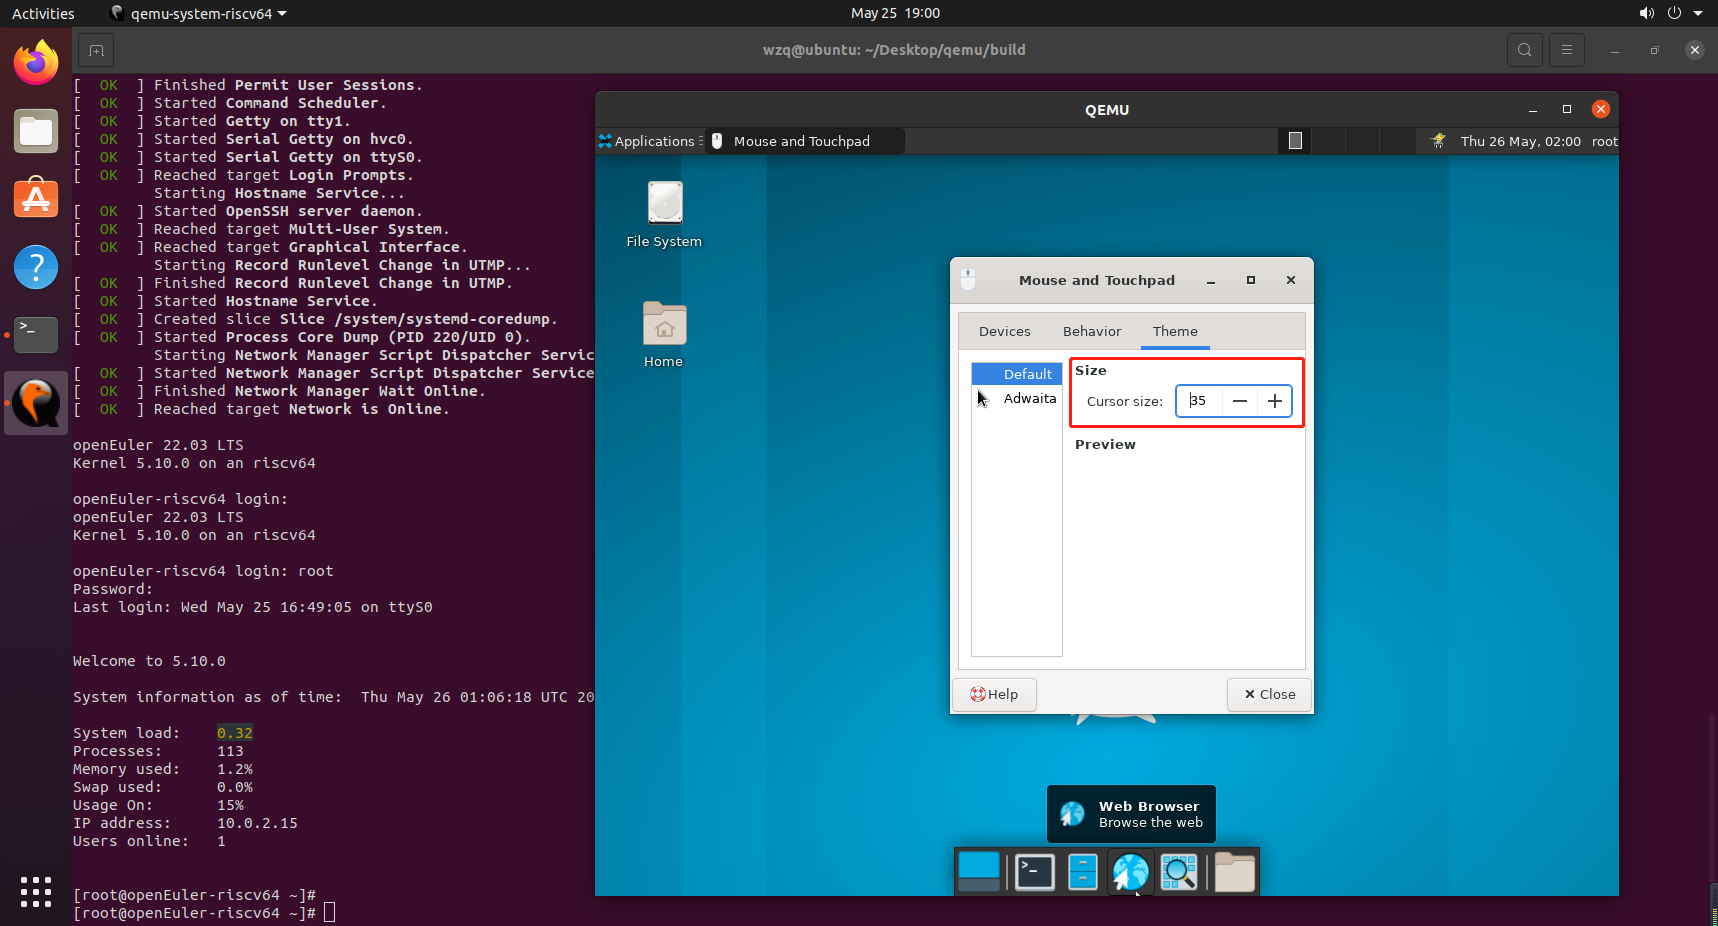 Activities
qemu-system-riscv64
May 25 19:00
wzq@ubuntu: ~/Desktop/qemu/build
[ OK ] Finished Permit User Sessions.
[ OK ] Started Command Scheduler.
[ OK ] Started Getty on tty1.
[ OK ] Started Serial Getty on hvc0.
[ OK ] Started Serial Getty on ttyS0.
[ OK ] Reached target Login Prompts.
Starting Hostname Service...
[ OK ] Started OpenSSH server daemon.
[ OK ] Reached target Multi-User System.
[ OK ] Reached target Graphical Interface.
Starting Record Runlevel Change in UTMP...
[ OK ] Finished Record Runlevel Change in UTMP.
[ OK ] Started Hostname Service.
[ OK ] Created slice Slice /system/systemd-coredump.
[ OK ] Started Process Core Dump (PID 220/UID 0).
Starting Network Manager Script Dispatcher Servic
[ OK ] Started Network Manager Script Dispatcher Service
[ OK ] Finished Network Manager Wait Online.
[ OK ] Reached target Network is Online.
openEuler 22.03 LTS
Kernel 5.10.0 on an riscv64
openEuler-riscv64 login:
openEuler 22.03 LTS
Kernel 5.10.0 on an riscv64
openEuler-riscv64 login: root
Password:
Last login: Wed May 25 16:49:05 on ttyS0
Welcome to 5.10.0
System information as of time: Thu May 26 01:06:18 UTC 20
System load: 0.32
Processes: 113
Memory used: 1.2%
Swap used: 0.0%
Usage On: 15%
IP address: 10.0.2.15
Users online: 1
[root@openEuler-riscv64 ~]#
[root@openEuler-riscv64 ~]#
QEMU
Applications
Mouse and Touchpad
Thu 26 May, 02:00
root
File System
Home
Mouse and Touchpad
Devices
Behavior
Theme
Default
Adwaita
Size
Cursor size: 35
Preview
Help
Close
Web Browser
Browse the web